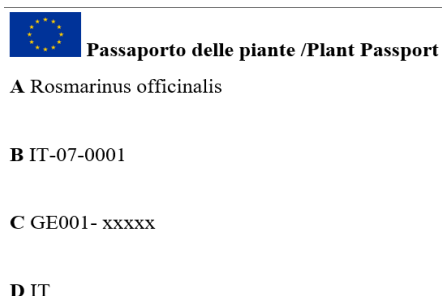 Passaporto delle piante /Plant Passport
A Rosmarinus officinalis
B IT-07-0001
C GE001- xxxxx
D IT